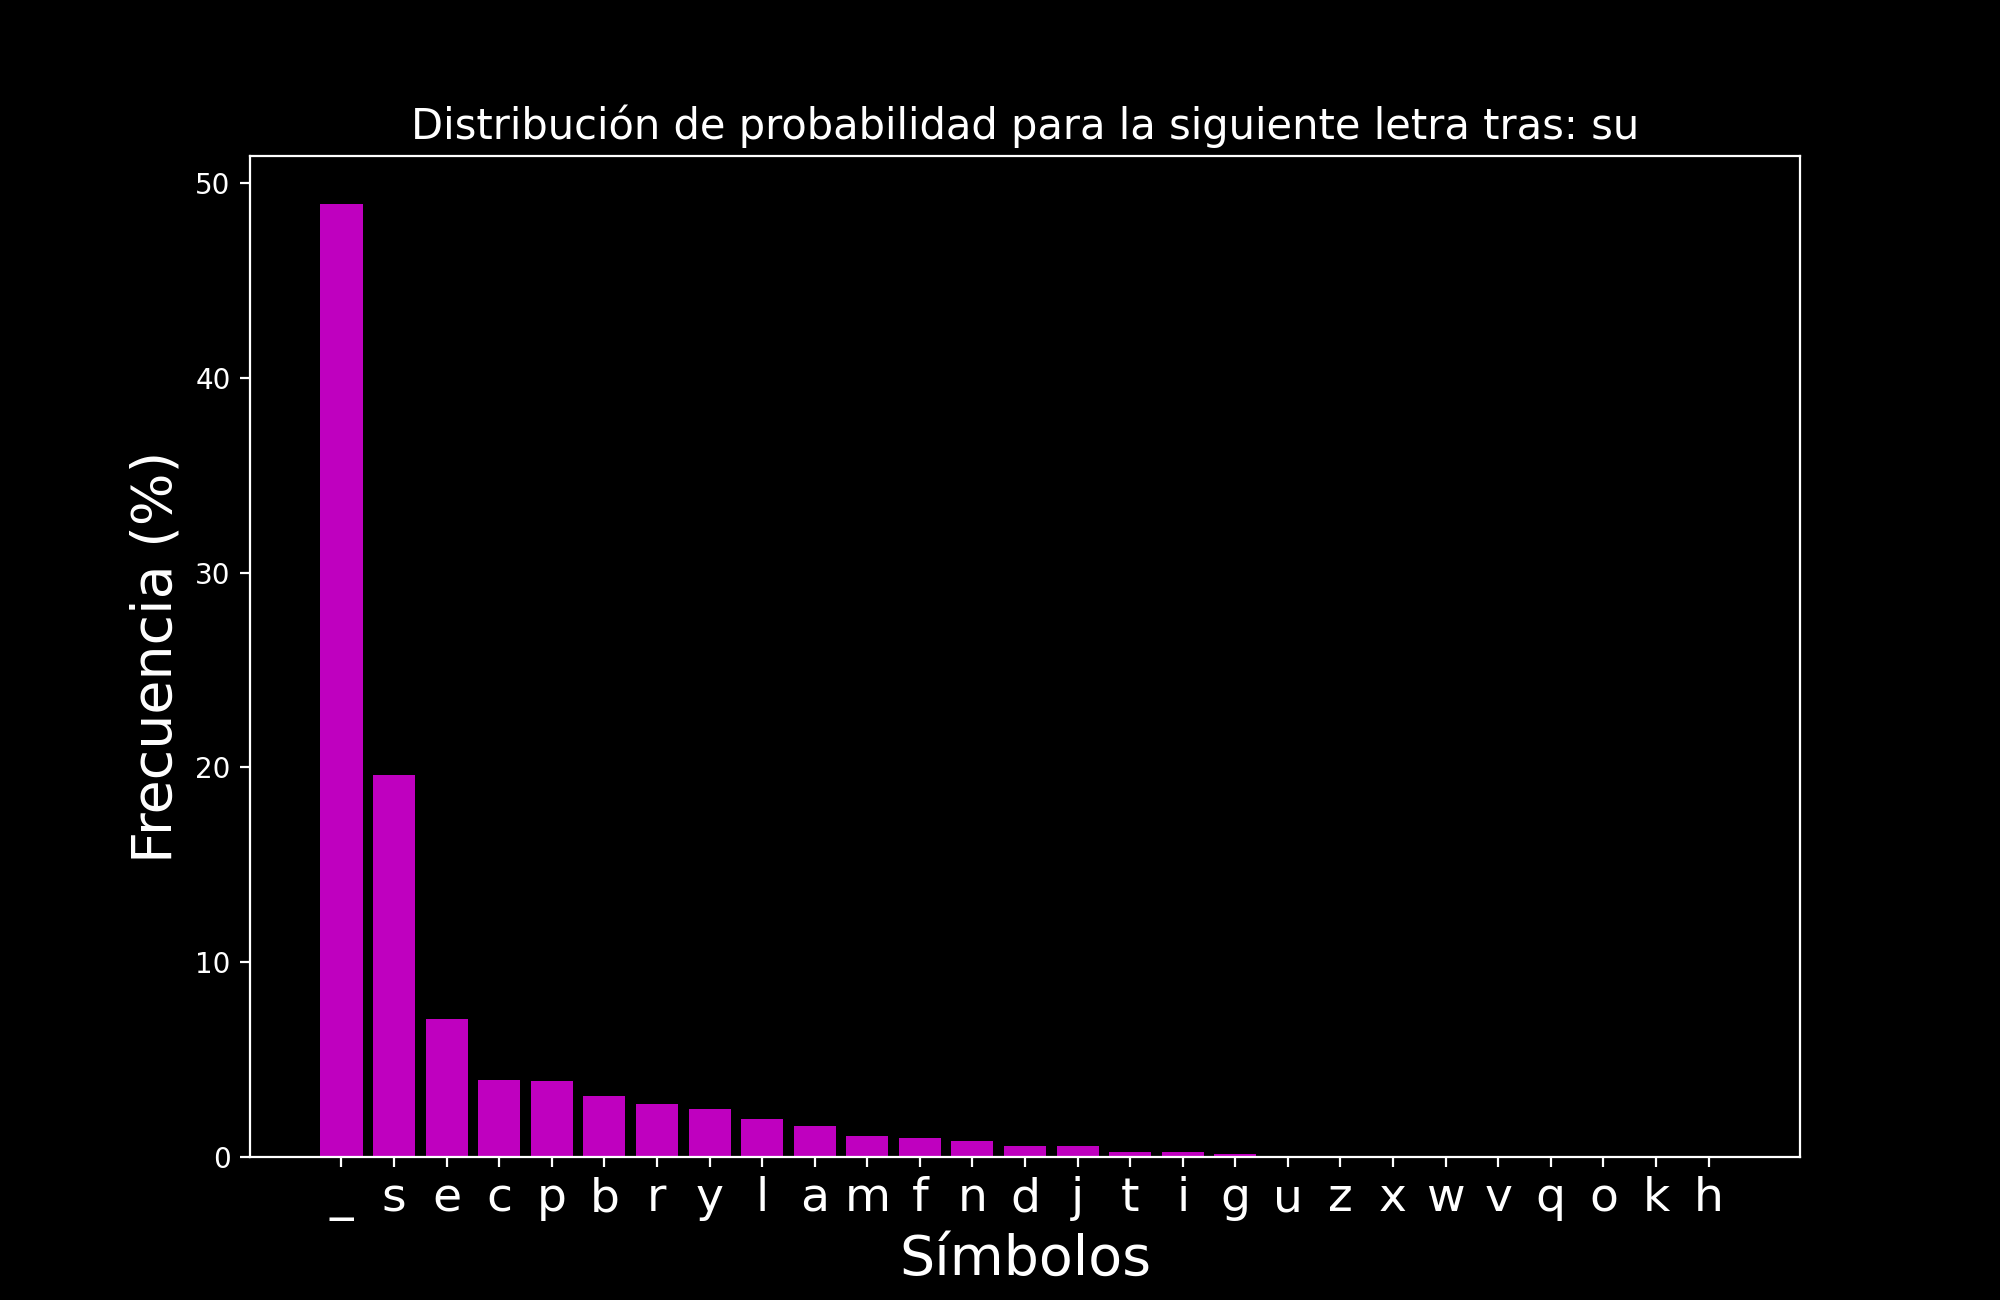 Distribución de probabilidad para la siguiente letra tras: su
50
40
30
20
10
0
Frecuencia (%)
_ s e c p b r y l a m f n d j t i g u z x w v q o k h
Símbolos